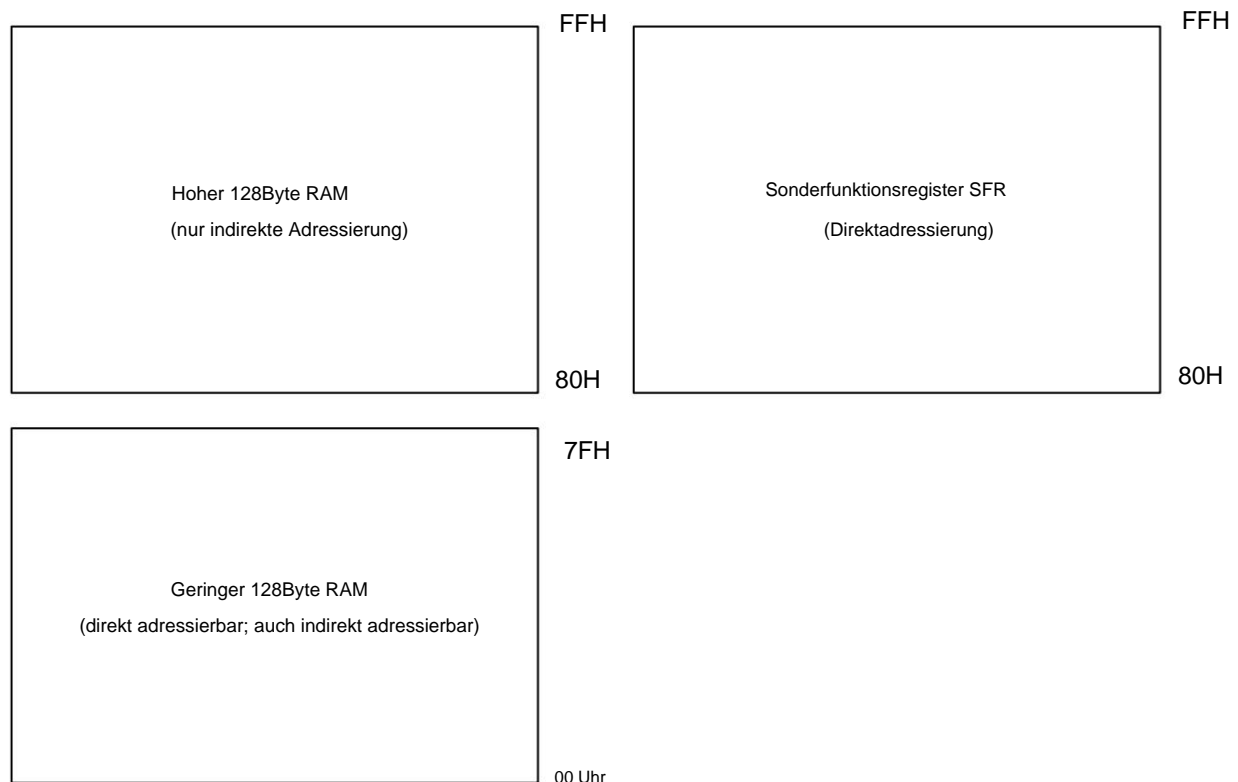 FFH
FFH
Hoher 128Byte RAM
(nur indirekte Adressierung)
Sonderfunktionsregister SFR
(Direktadressierung)
80H
80H
7FH
Geringer 128Byte RAM
(direkt adressierbar; auch indirekt adressierbar)
00 Uhr